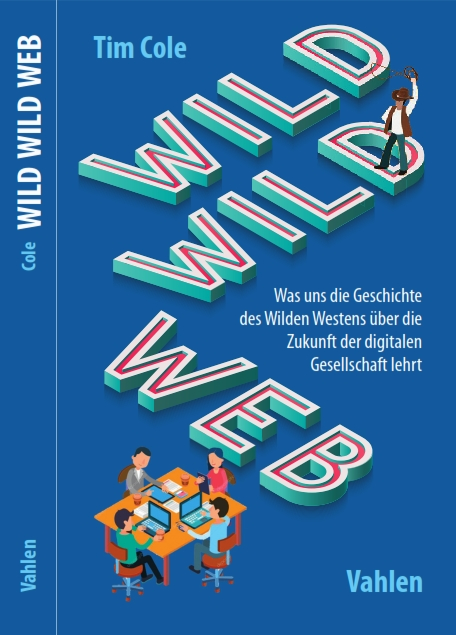 Cole WILD WILD WEB
Vahlen
Tim Cole
WILD
WILD
WEB
Was uns die Geschichte
des Wilden Westens über die
Zukunft der digitalen
Gesellschaft lehrt
Vahlen